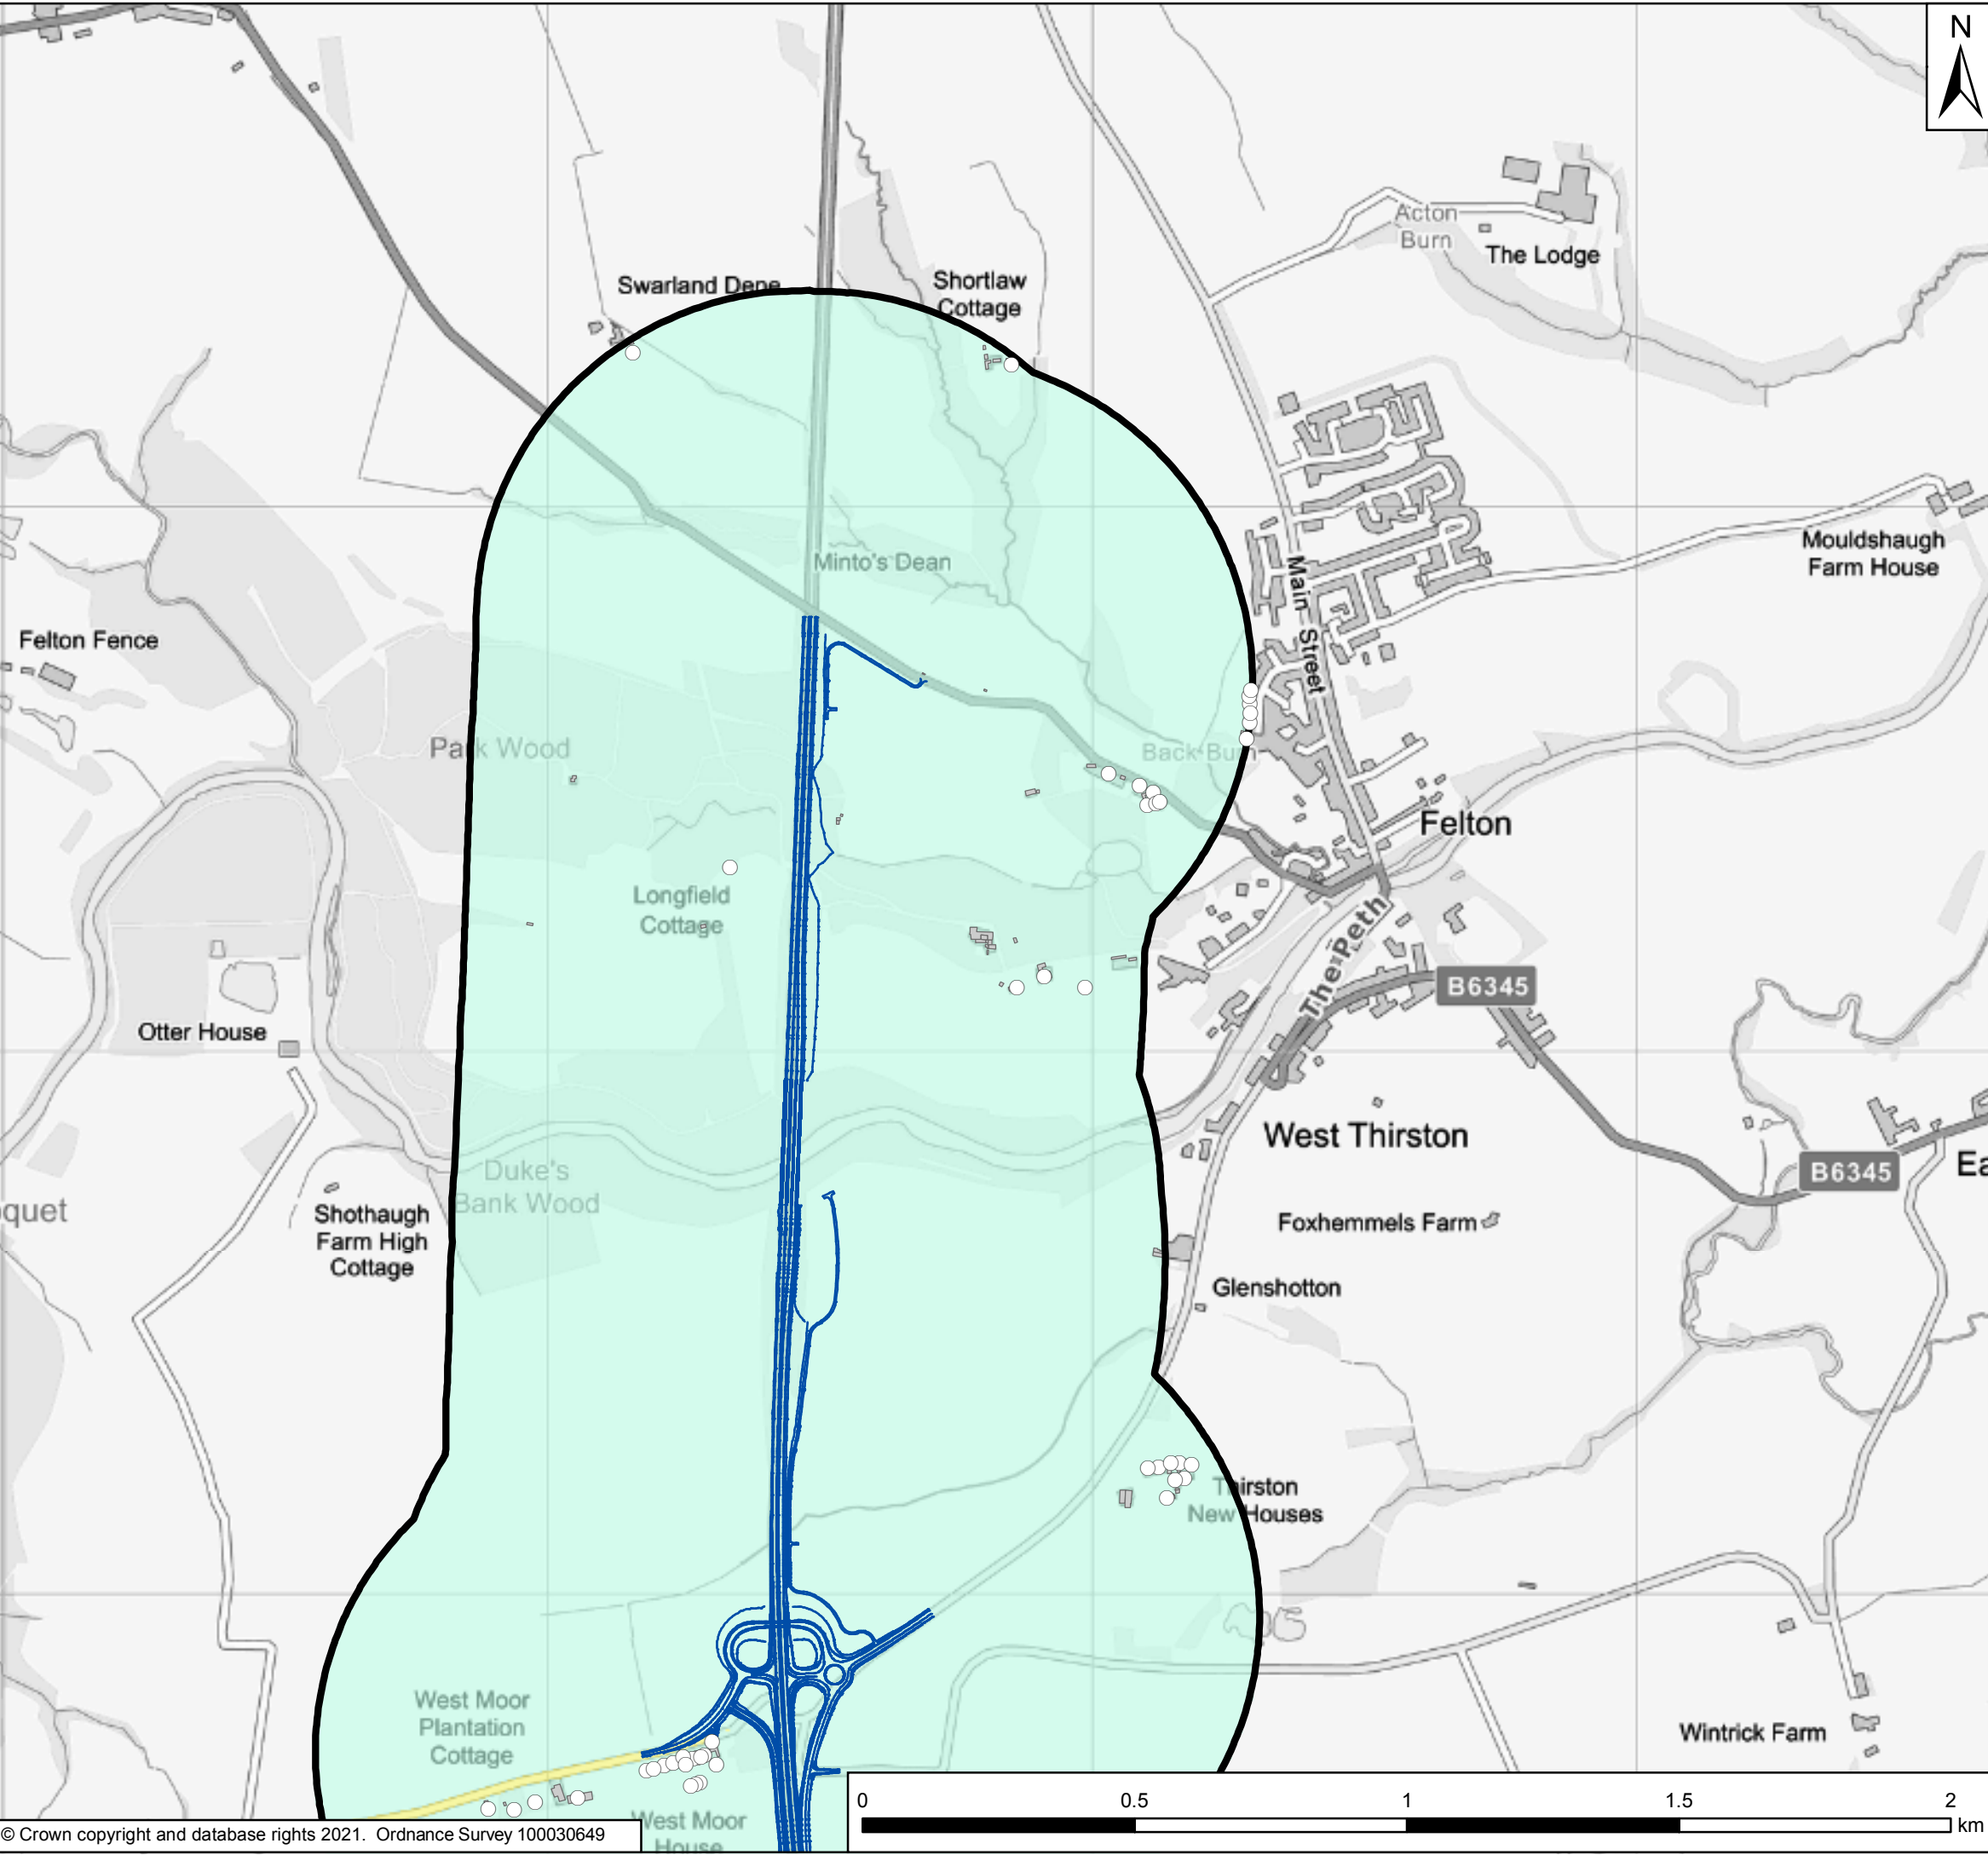 N
Acton
Burn
The Lodge
Swarland Dene
Shortlaw
Cottage
Mouldshaugh
Farm House
Minto's Dean
Main Street
Felton Fence
Park Wood
Back Burn
Felton
Longfield
Cottage
The Peth
B6345
Otter House
West Thirston
B6345
Ea
Duke's
Bank Wood
quet
Shothaugh
Farm High
Cottage
Foxhemmels Farm
Glenshotton
Thirston
New Houses
West Moor
Plantation
Cottage
Wintrick Farm
West Moor
House
0 0.5 1 1.5 2
km
© Crown copyright and database rights 2021. Ordnance Survey 100030649